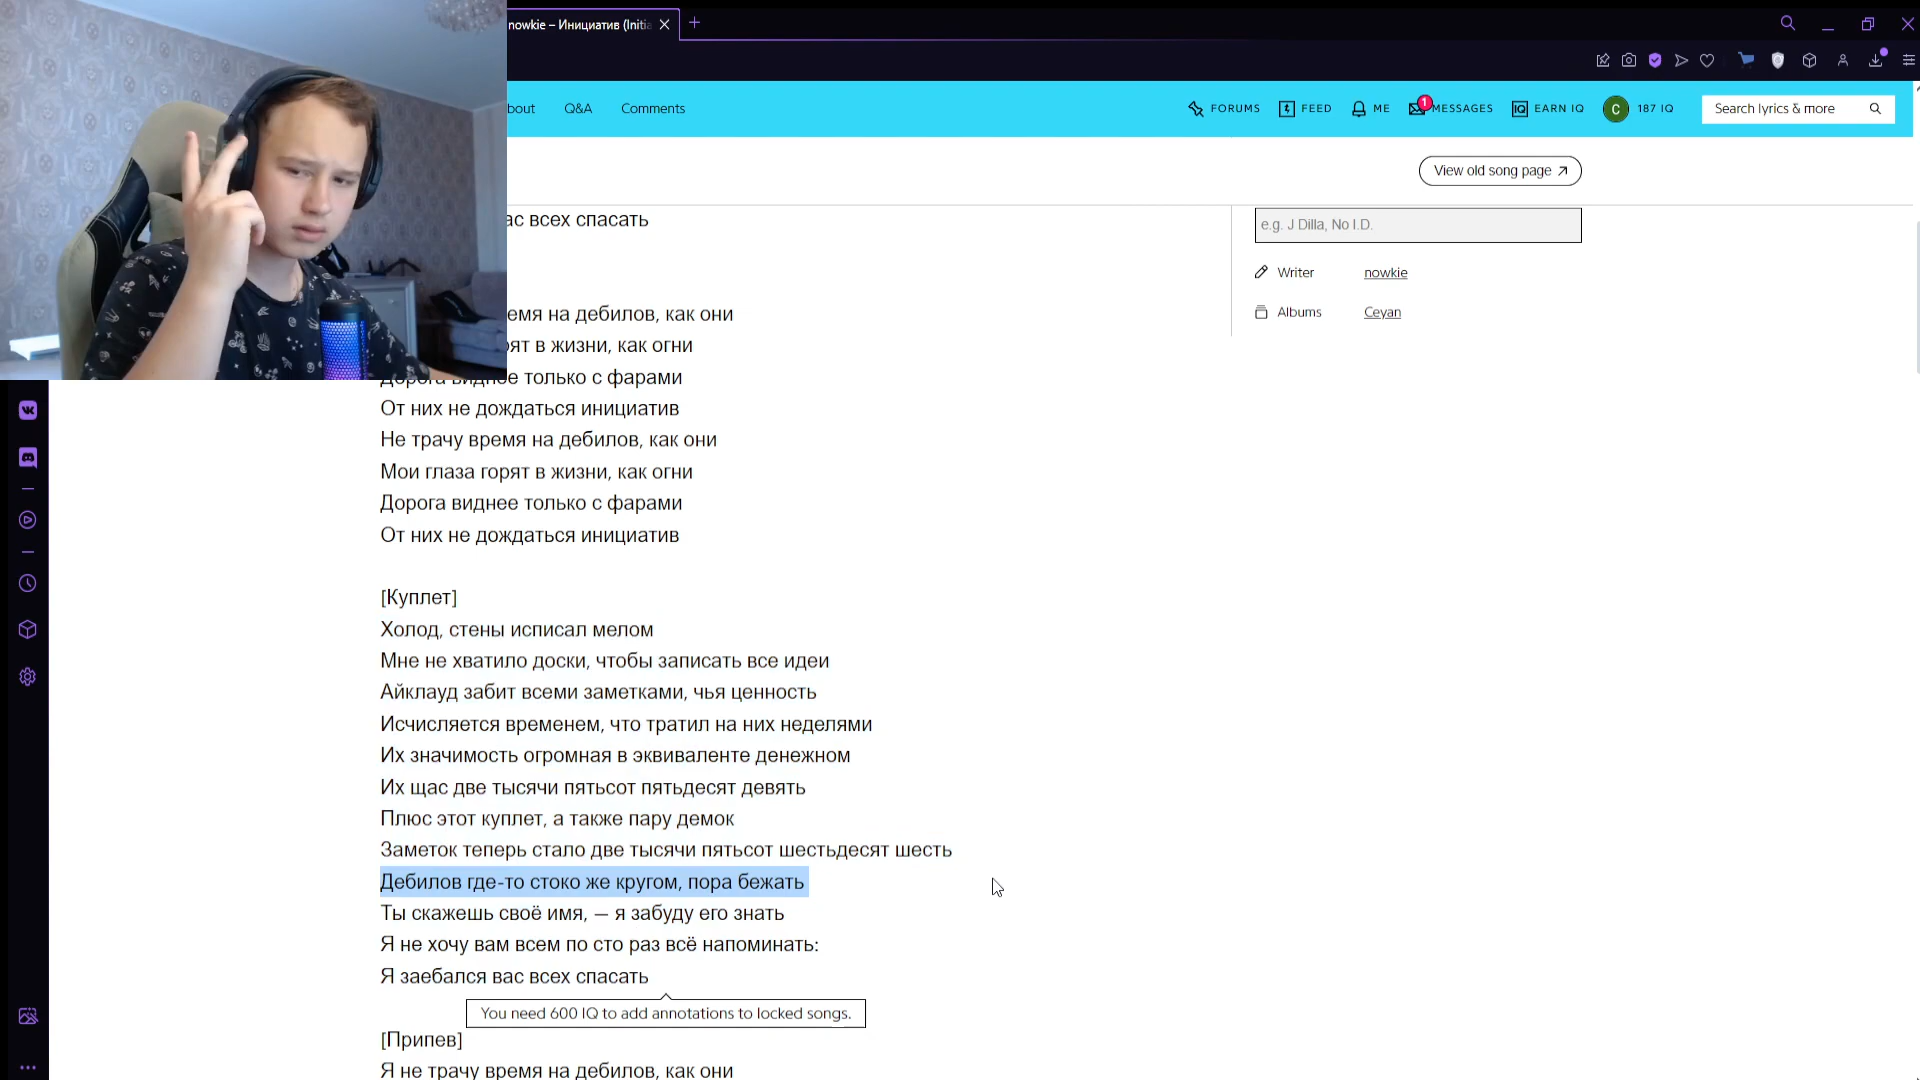 nowkie – Инициатив (Initia
bout
Q&A
Comments
FORUMS
FEED
ME
1
MESSAGES
IQ
EARN IQ
C
187 IQ
Search lyrics & more
View old song page
ас всех спасать
e.g. J Dilla, No I.D.
Writer
nowkie
Albums
Ceyan
емя на дебилов, как они
рят в жизни, как огни
Дорога виднее только с фарами
От них не дождаться инициатив
Не трачу время на дебилов, как они
Мои глаза горят в жизни, как огни
Дорога виднее только с фарами
От них не дождаться инициатив
[Куплет]
Холод, стены исписал мелом
Мне не хватило доски, чтобы записать все идеи
Айклауд забит всеми заметками, чья ценность
Исчисляется временем, что тратил на них неделями
Их значимость огромная в эквиваленте денежном
Их щас две тысячи пятьсот пятьдесят девять
Плюс этот куплет, а также пару демок
Заметок теперь стало две тысячи пятьсот шестьдесят шесть
Дебилов где-то стоко же кругом, пора бежать
Ты скажешь своё имя, — я забуду его знать
Я не хочу вам всем по сто раз всё напоминать:
Я заебался вас всех спасать
You need 600 IQ to add annotations to locked songs.
[Припев]
Я не трачу время на дебилов, как они